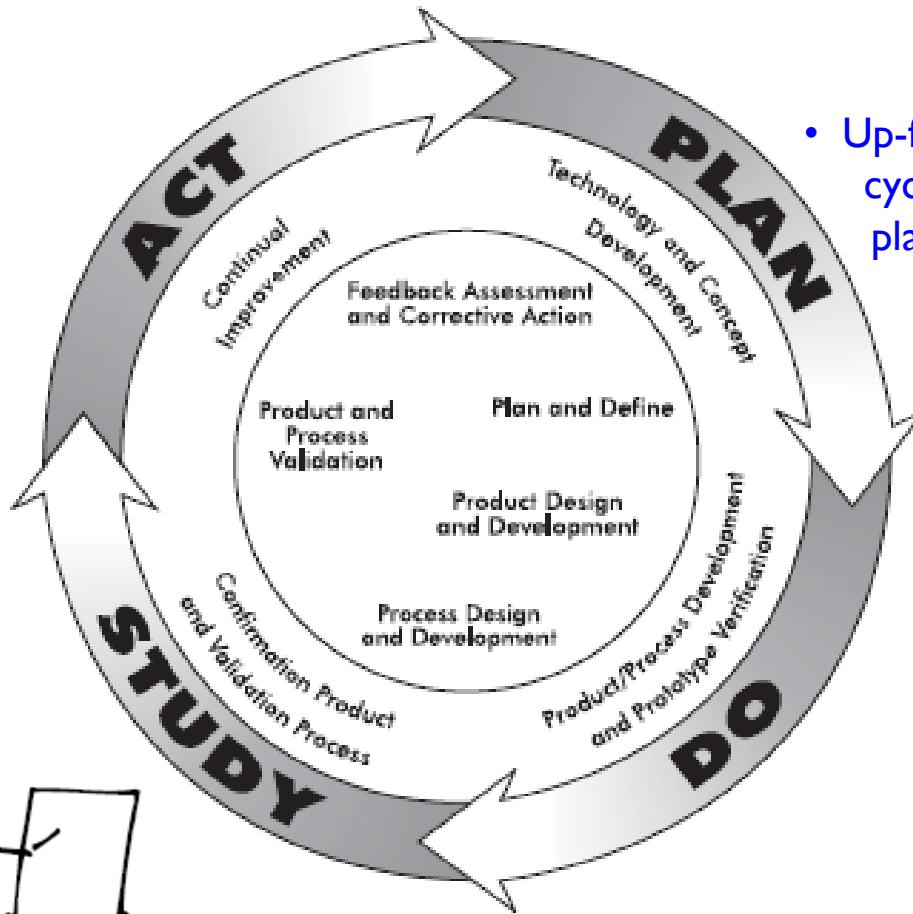 ACT
PLAN
DO
STUDY
Technology and Concept
Development
Product/Process Development
and Prototype Verification
Confirmation Product
and Validation Process
Continual
Improvement
Feedback Assessment
and Corrective Action
Plan and Define
Product and
Process
Validation
Product Design
and Development
Process Design
and Development
• Up-f
cyc
pla